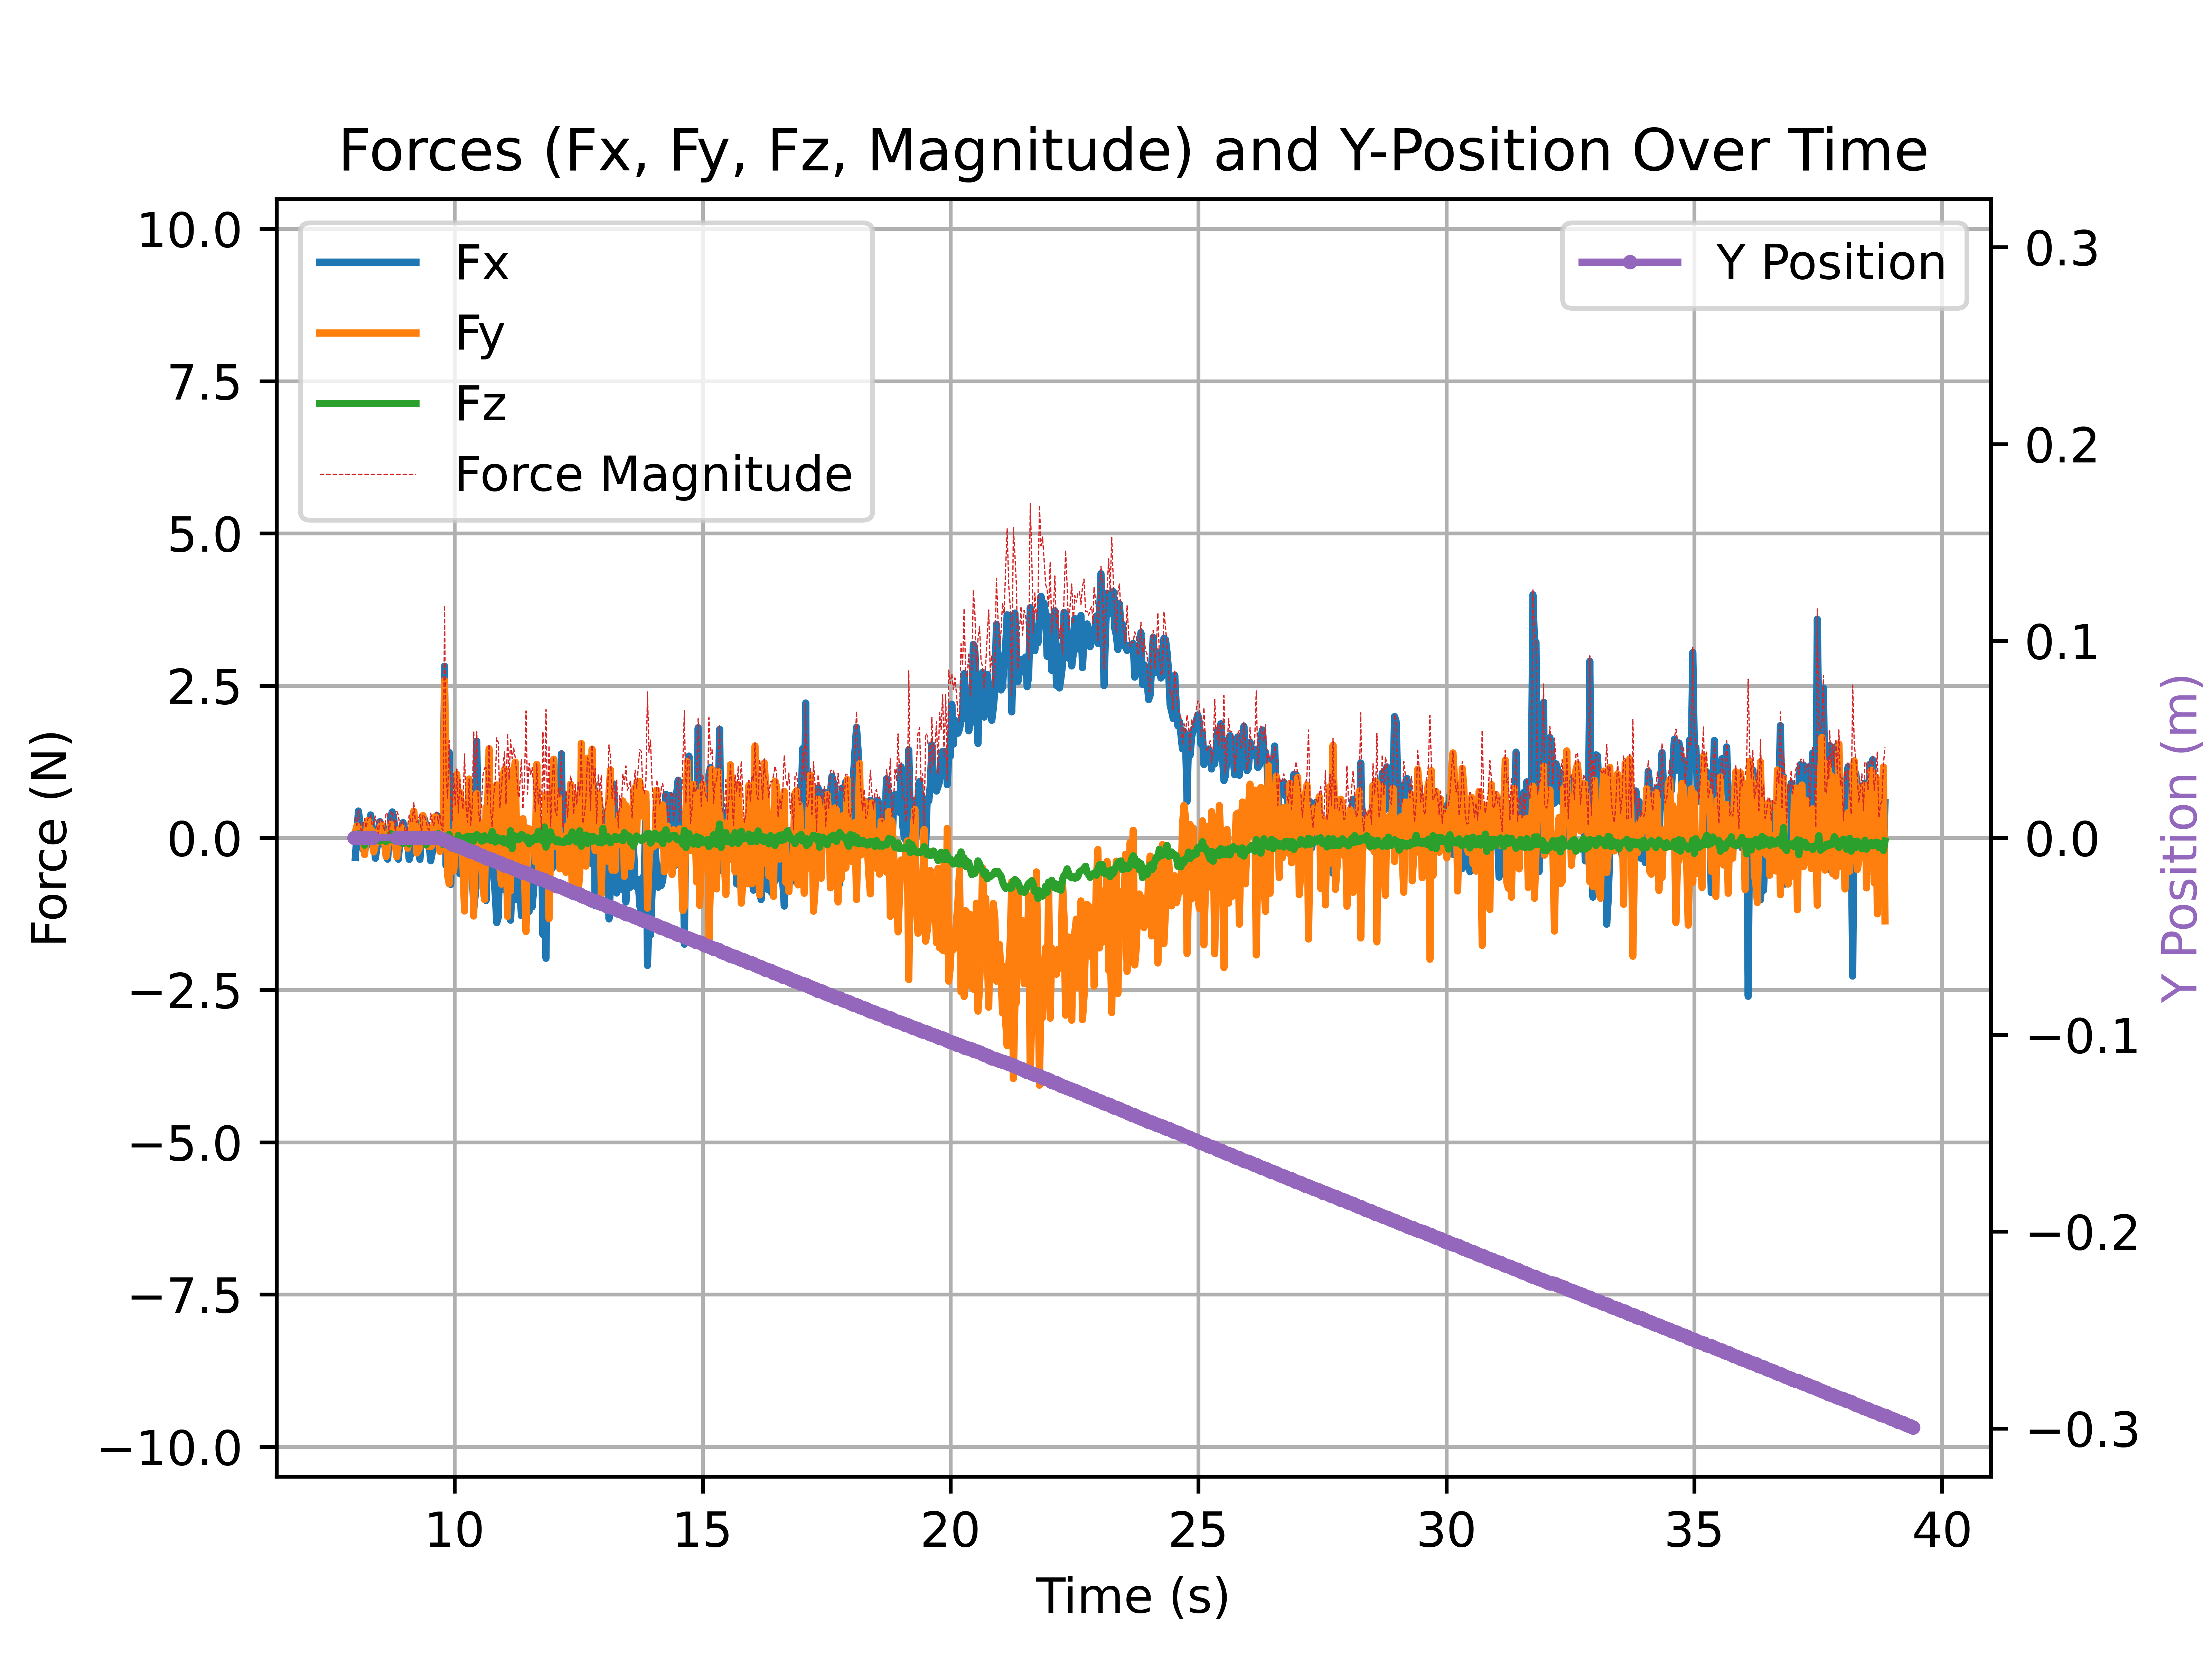 Forces (Fx, Fy, Fz, Magnitude) and Y-Position Over Time
Fx
Fy
Fz
Force Magnitude
Y Position
Force (N)
10.0
7.5
5.0
2.5
0.0
−2.5
−5.0
−7.5
−10.0
0.3
0.2
0.1
0.0
−0.1
−0.2
−0.3
Y Position (m)
10
15
20
25
30
35
40
Time (s)